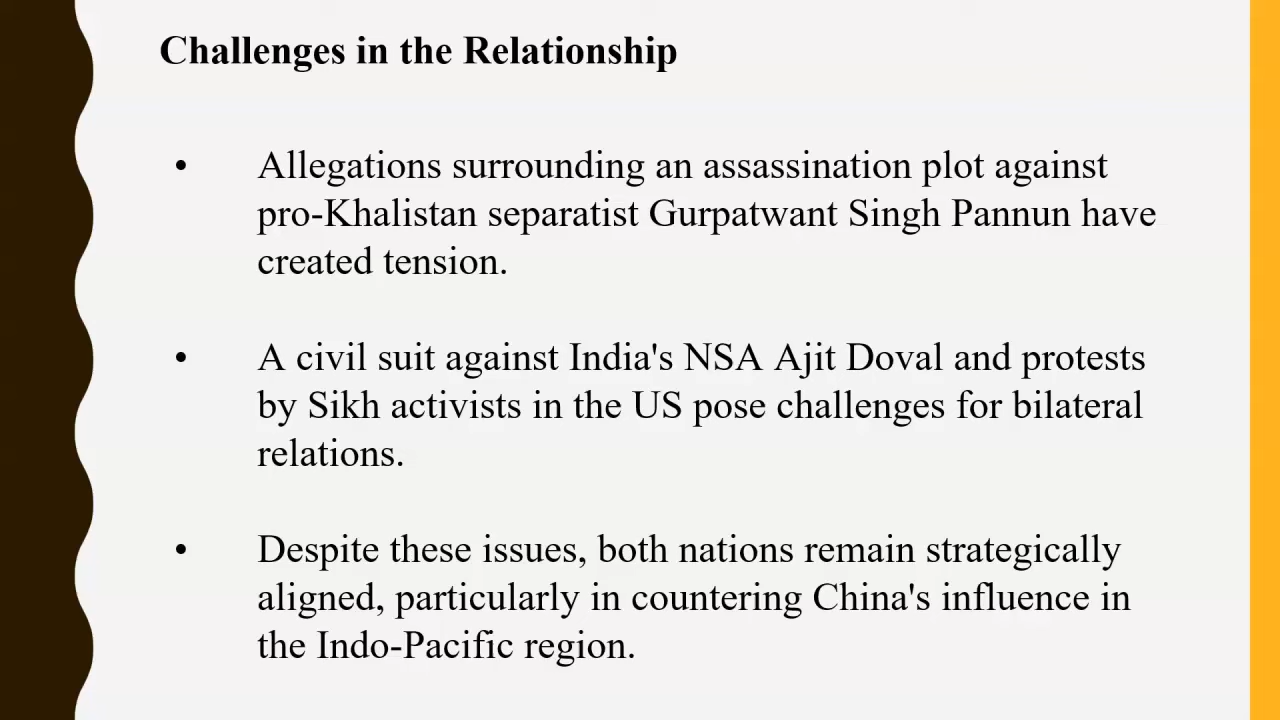 Challenges in the Relationship
• Allegations surrounding an assassination plot against
pro-Khalistan separatist Gurpatwant Singh Pannun have
created tension.
• A civil suit against India's NSA Ajit Doval and protests
by Sikh activists in the US pose challenges for bilateral
relations.
• Despite these issues, both nations remain strategically
aligned, particularly in countering China's influence in
the Indo-Pacific region.